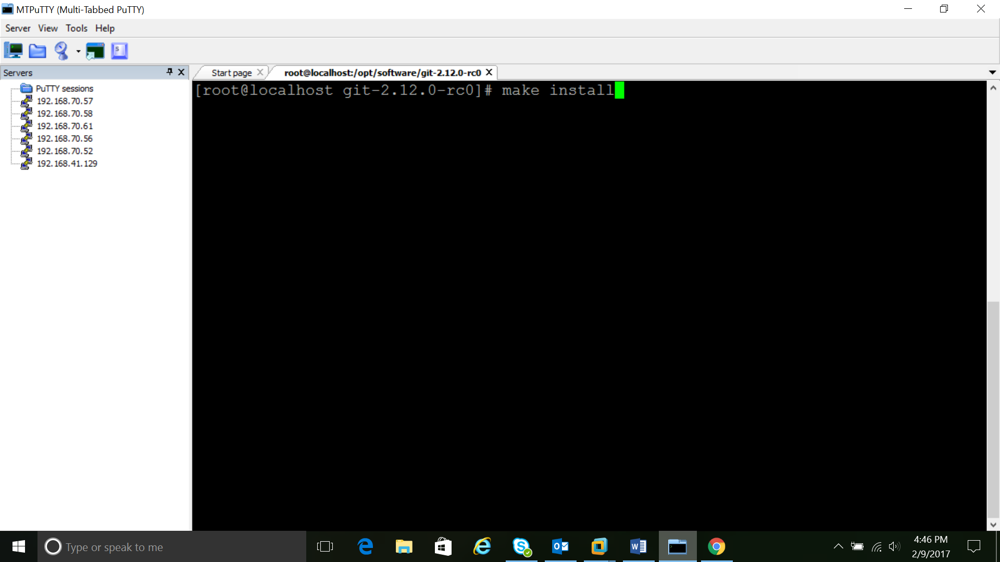 MTPuTTY (Multi-Tabbed PuTTY)
Server View Tools Help
Servers
Start page
root@localhost:/opt/software/git-2.12.0-rc0
PuTTY sessions
192.168.70.57
192.168.70.58
192.168.70.61
192.168.70.56
192.168.70.52
192.168.41.129
[root@localhost git-2.12.0-rc0]# make install
Type or speak to me
4:46 PM
2/9/2017